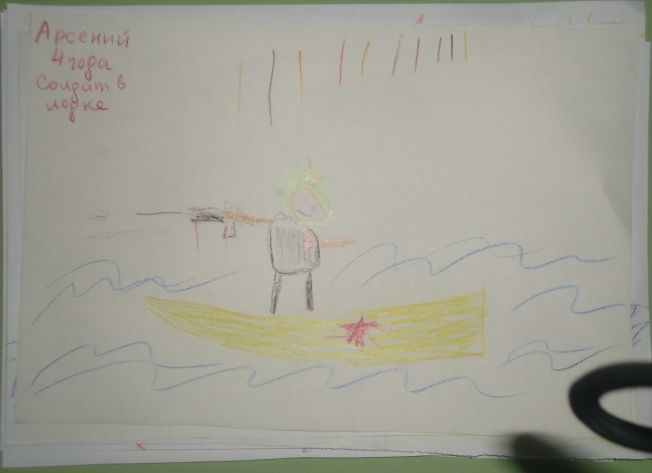 Арсений
4 года
Солдат в
лодке